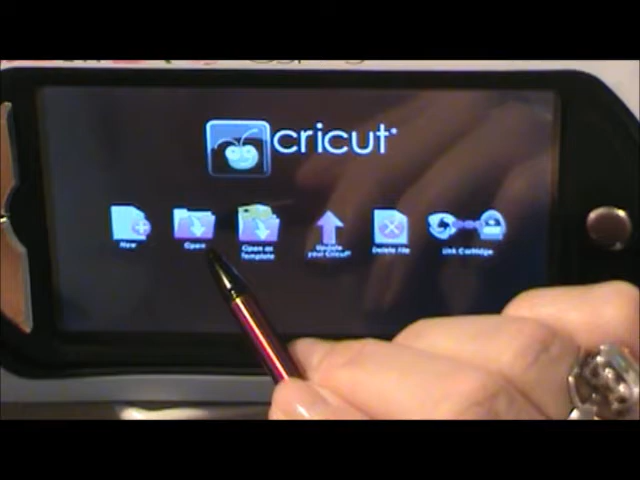 cricut
New
Open
Open as
Template
Update
your Cricut®
Delete File
Link Cartridge